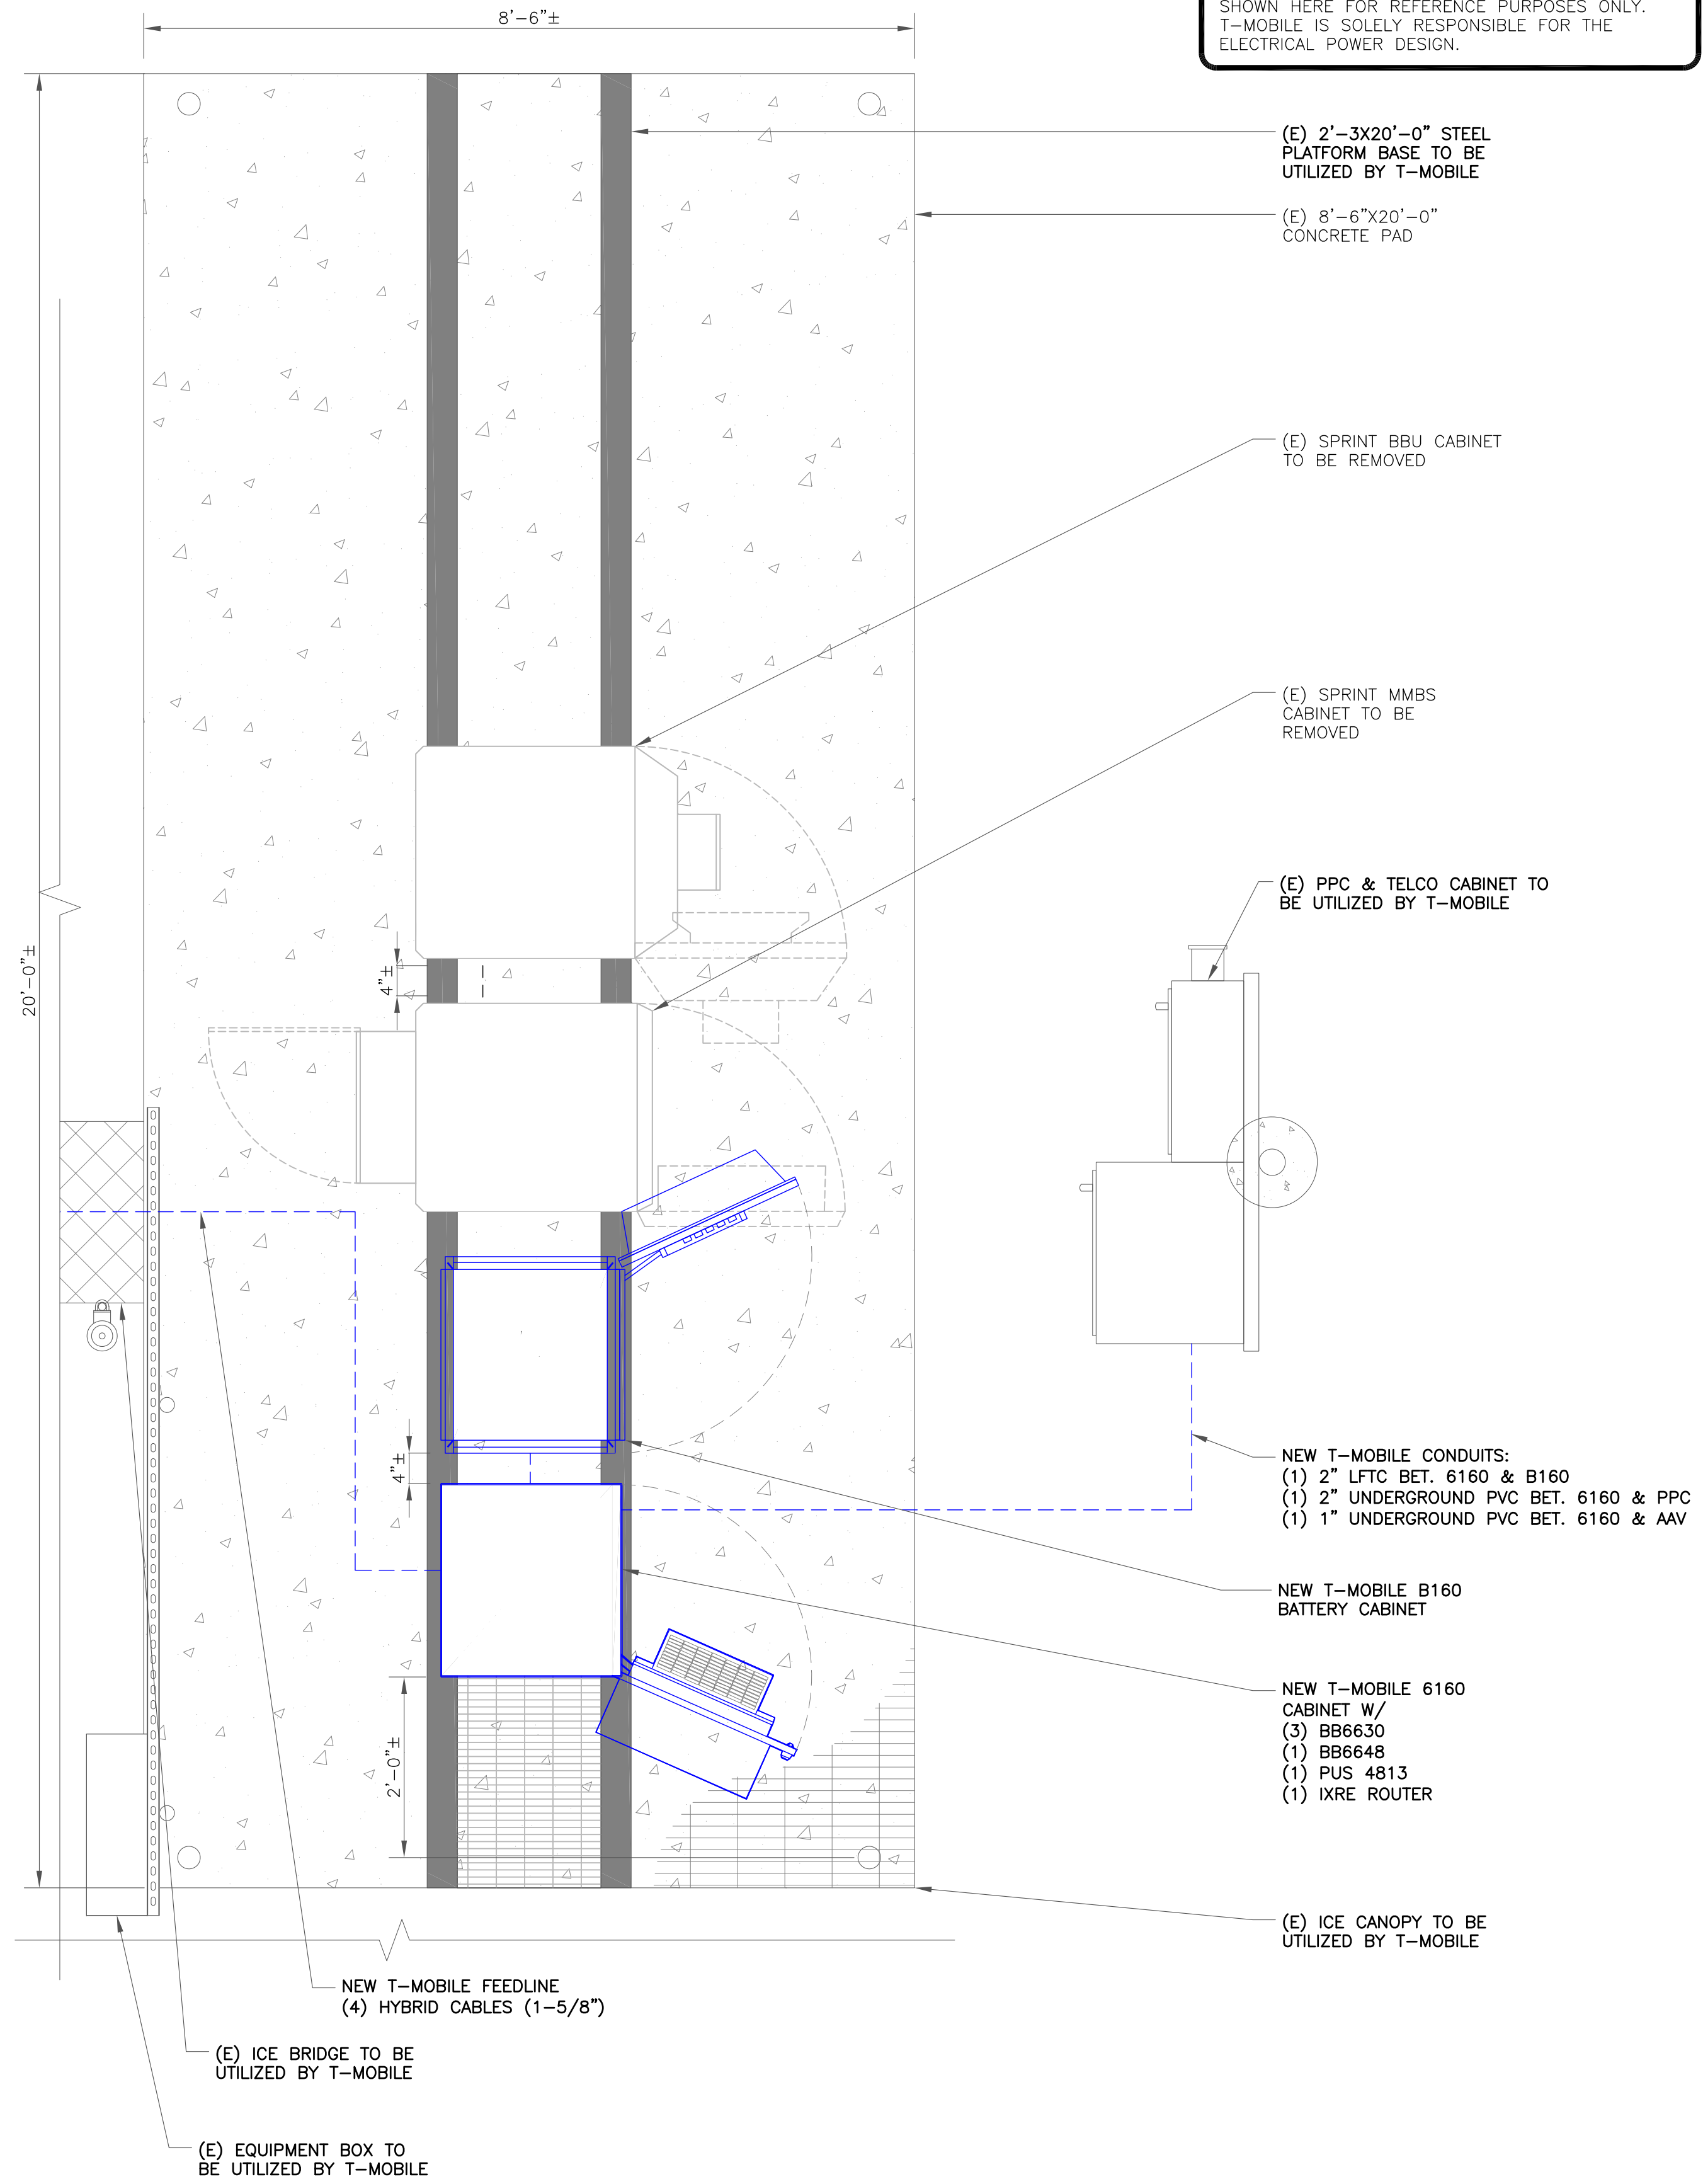 8'-6"±
SHOWN HERE FOR REFERENCE PURPOSES ONLY.
T-MOBILE IS SOLELY RESPONSIBLE FOR THE
ELECTRICAL POWER DESIGN.
(E) 2'-3X20'-0" STEEL
PLATFORM BASE TO BE
UTILIZED BY T-MOBILE
(E) 8'-6"X20'-0"
CONCRETE PAD
(E) SPRINT BBU CABINET
TO BE REMOVED
(E) SPRINT MMBS
CABINET TO BE
REMOVED
(E) PPC & TELCO CABINET TO
BE UTILIZED BY T-MOBILE
20'-0"±
4"±
4"±
2'-0"±
NEW T-MOBILE CONDUITS:
(1) 2" LFTC BET. 6160 & B160
(1) 2" UNDERGROUND PVC BET. 6160 & PPC
(1) 1" UNDERGROUND PVC BET. 6160 & AAV
NEW T-MOBILE B160
BATTERY CABINET
NEW T-MOBILE 6160
CABINET W/
(3) BB6630
(1) BB6648
(1) PUS 4813
(1) IXRE ROUTER
(E) ICE CANOPY TO BE
UTILIZED BY T-MOBILE
NEW T-MOBILE FEEDLINE
(4) HYBRID CABLES (1-5/8")
(E) ICE BRIDGE TO BE
UTILIZED BY T-MOBILE
(E) EQUIPMENT BOX TO
BE UTILIZED BY T-MOBILE